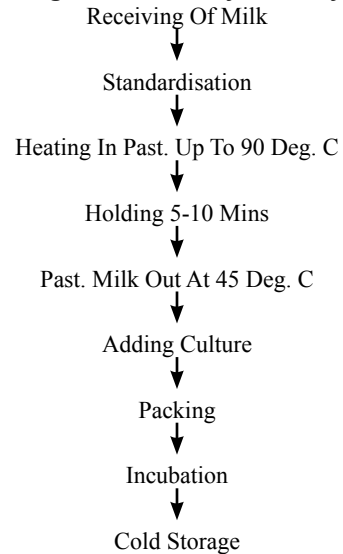 Receiving Of Milk
Standardisation
Heating In Past. Up To 90 Deg. C
Holding 5-10 Mins
Past. Milk Out At 45 Deg. C
Adding Culture
Packing
Incubation
Cold Storage